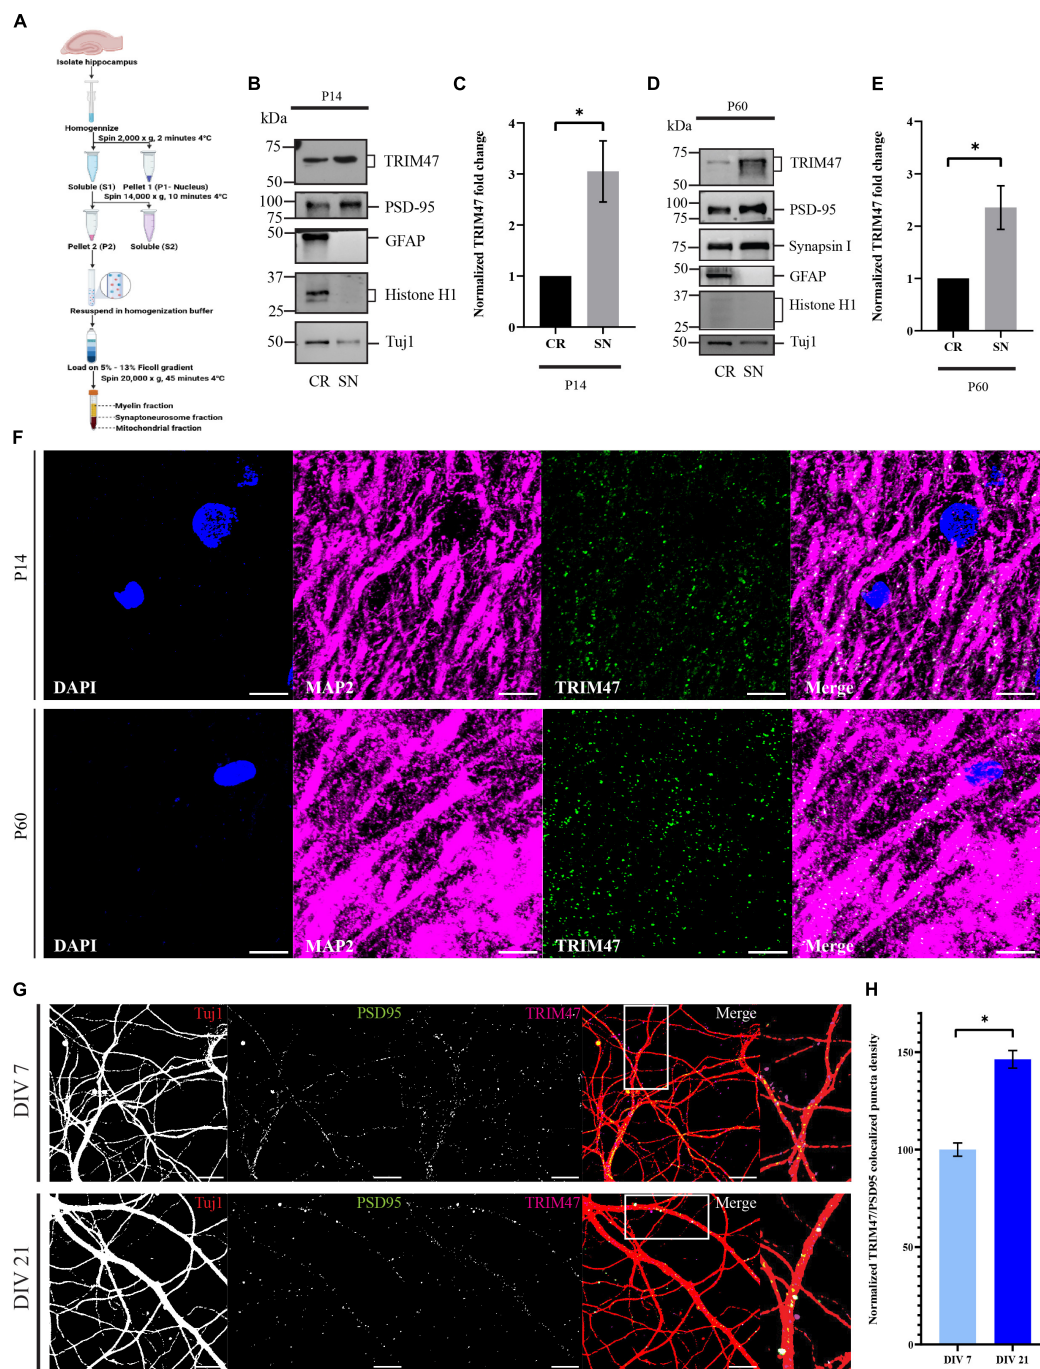 A
Isolate hippocampus
Homogennize
Spin 2,000 x g, 2 minutes 4°C
Soluble (S1) Pellet 1 (P1- Nucleus)
Spin 14,000 x g, 10 minutes 4°C
Pellet 2 (P2) Soluble (S2)
Resuspend in homogenization buffer
Load on 5% - 13% Ficoll gradient
Spin 20,000 x g, 45 minutes 4°C
Myelin fraction
Synaptoneurosome fraction
Mitochondrial fraction
B
P14
kDa
75
50
TRIM47
100
75
PSD-95
50
GFAP
37
25
Histone H1
50
Tuj1
CR SN
C
Normalized TRIM47 fold change
4
3
2
1
0
*
CR SN
P14
D
P60
kDa
75
50
TRIM47
100
75
PSD-95
75
Synapsin I
50
GFAP
37
25
Histone H1
50
Tuj1
CR SN
E
Normalized TRIM47 fold change
4
3
2
1
0
*
CR SN
P60
F
P14
DAPI MAP2 TRIM47 Merge
P60
DAPI MAP2 TRIM47 Merge
G
DIV 7
Tuj1 PSD95 TRIM47 Merge
DIV 21
Tuj1 PSD95 TRIM47 Merge
H
Normalized TRIM47/PSD95 colocalized puncta density
150
100
50
0
*
DIV 7 DIV 21